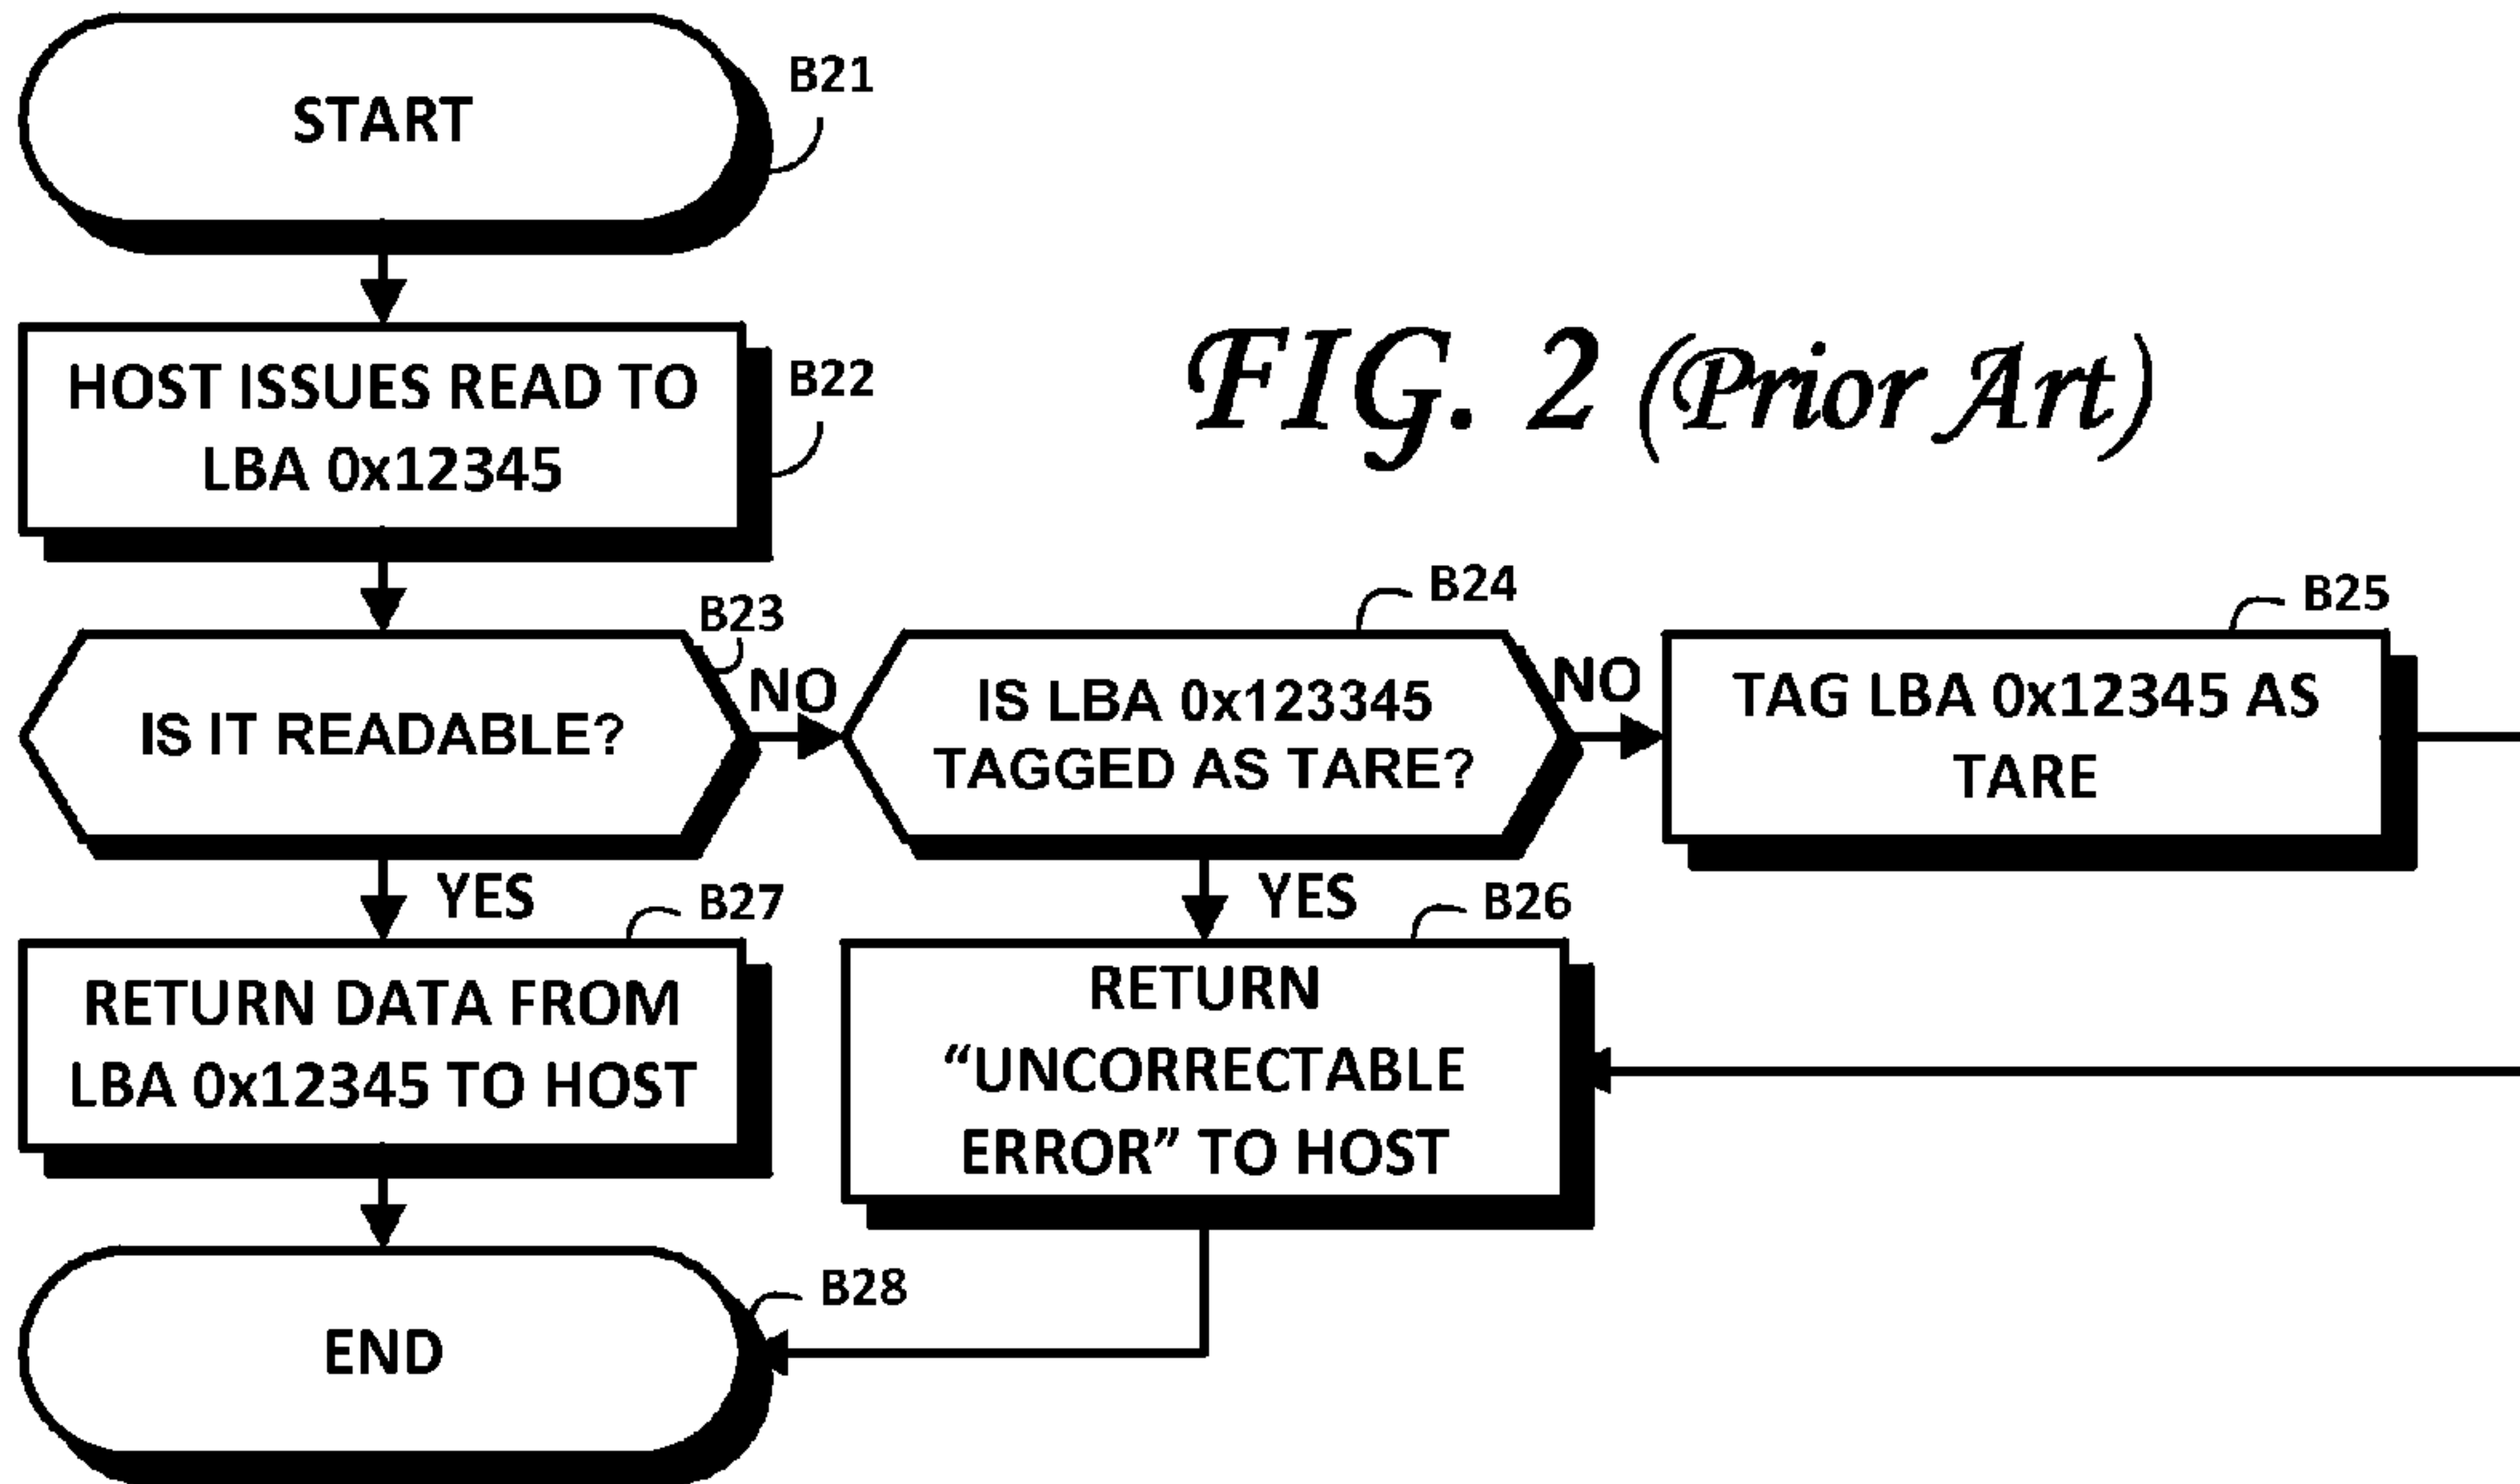 START
B21
HOST ISSUES READ TO
LBA 0x12345
B22
FIG. 2 (Prior Art)
B23
IS IT READABLE?
NO
B24
IS LBA 0x123345
TAGGED AS TARE?
NO
B25
TAG LBA 0x12345 AS
TARE
YES
B27
RETURN DATA FROM
LBA 0x12345 TO HOST
YES
B26
RETURN
“UNCORRECTABLE
ERROR” TO HOST
B28
END